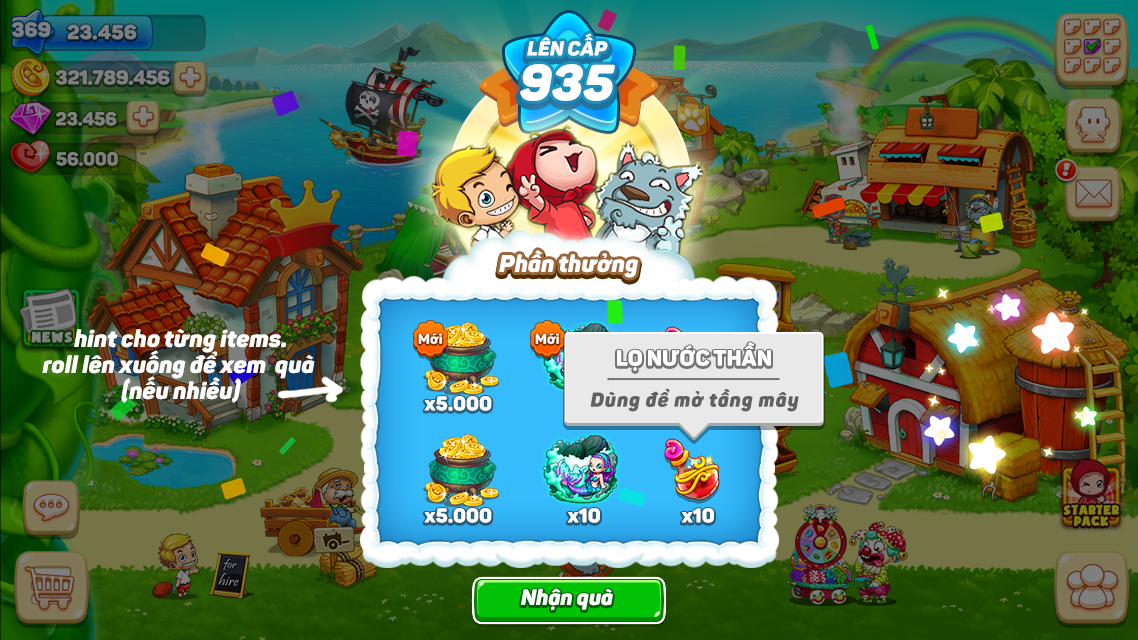 369 23.456
321.789.456
23.456
56.000
LÊN CẤP
935
Phần thưởng
NEWS
hint cho từng items.
roll lên xuống để xem quà
(nếu nhiều)
Mới
x5.000
Mới
LỌ NƯỚC THẦN
Dùng để mở tầng mây
x5.000
x10
x10
STARTER
PACK
for
hire
Nhận quà